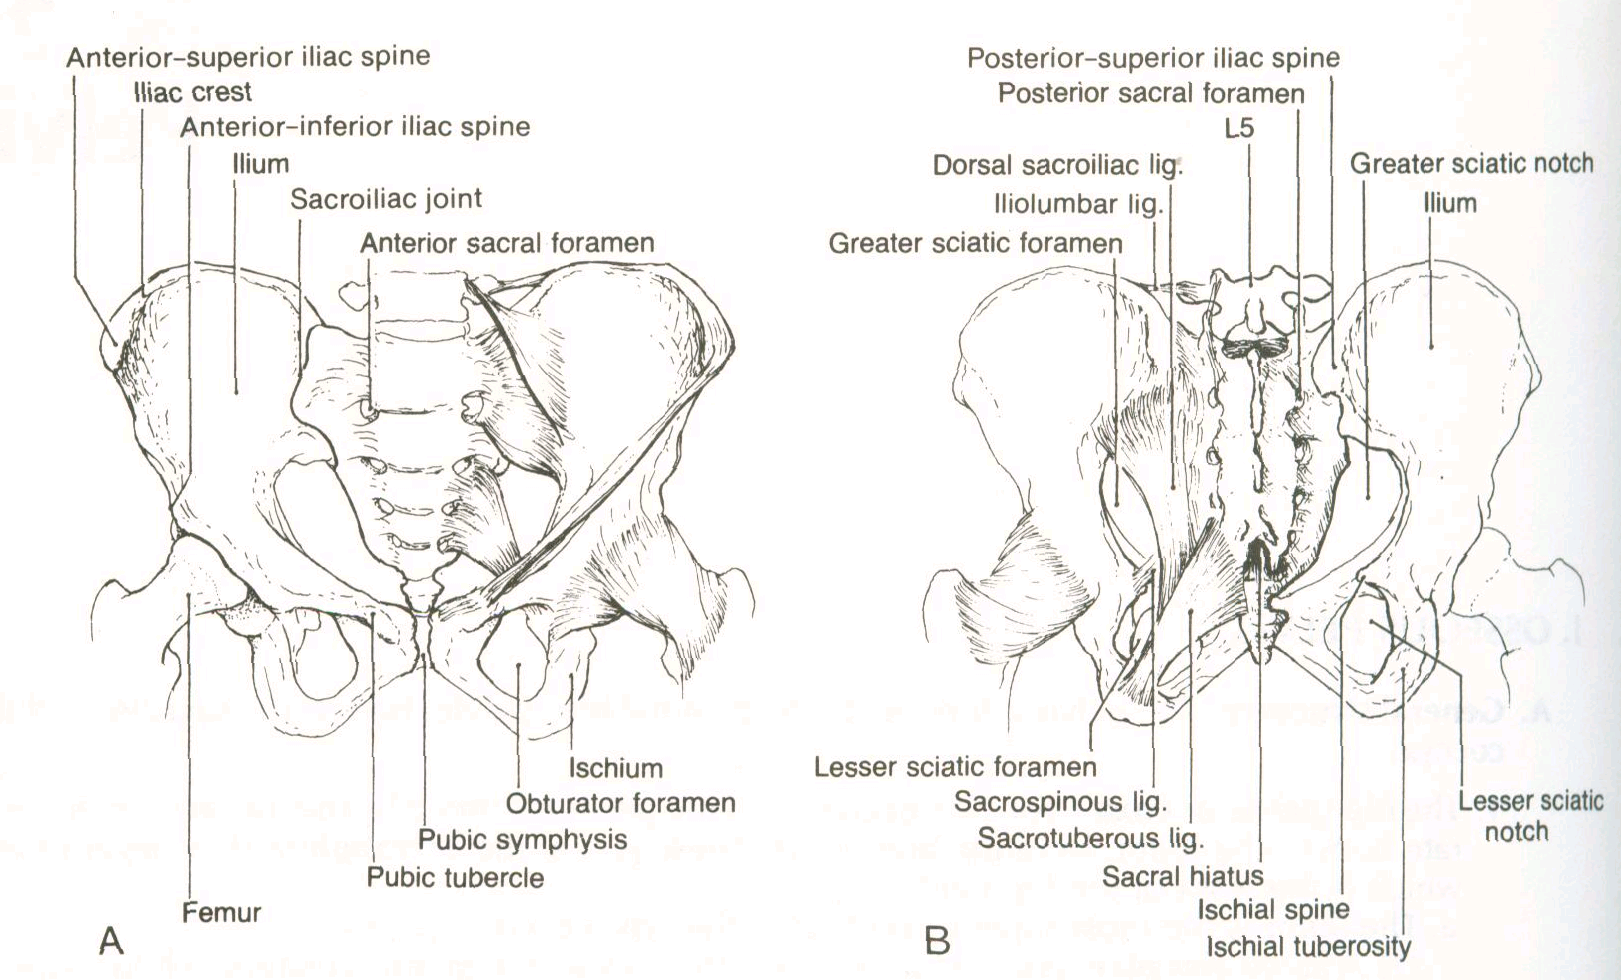 Anterior–superior iliac spine
Iliac crest
Anterior–inferior iliac spine
Ilium
Sacroiliac joint
Anterior sacral foramen
Ischium
Obturator foramen
Pubic symphysis
Pubic tubercle
Femur
A
Posterior–superior iliac spine
Posterior sacral foramen
L5
Dorsal sacroiliac lig.
Iliolumbar lig.
Greater sciatic foramen
Greater sciatic notch
Ilium
Lesser sciatic foramen
Sacrospinous lig.
Sacrotuberous lig.
Sacral hiatus
Ischial spine
Ischial tuberosity
Lesser sciatic
notch
B